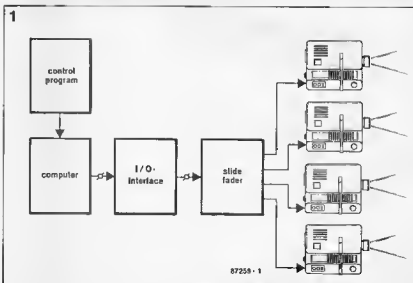 1
control
program
computer
I/O-
interface
slide
fader
87259 - 1